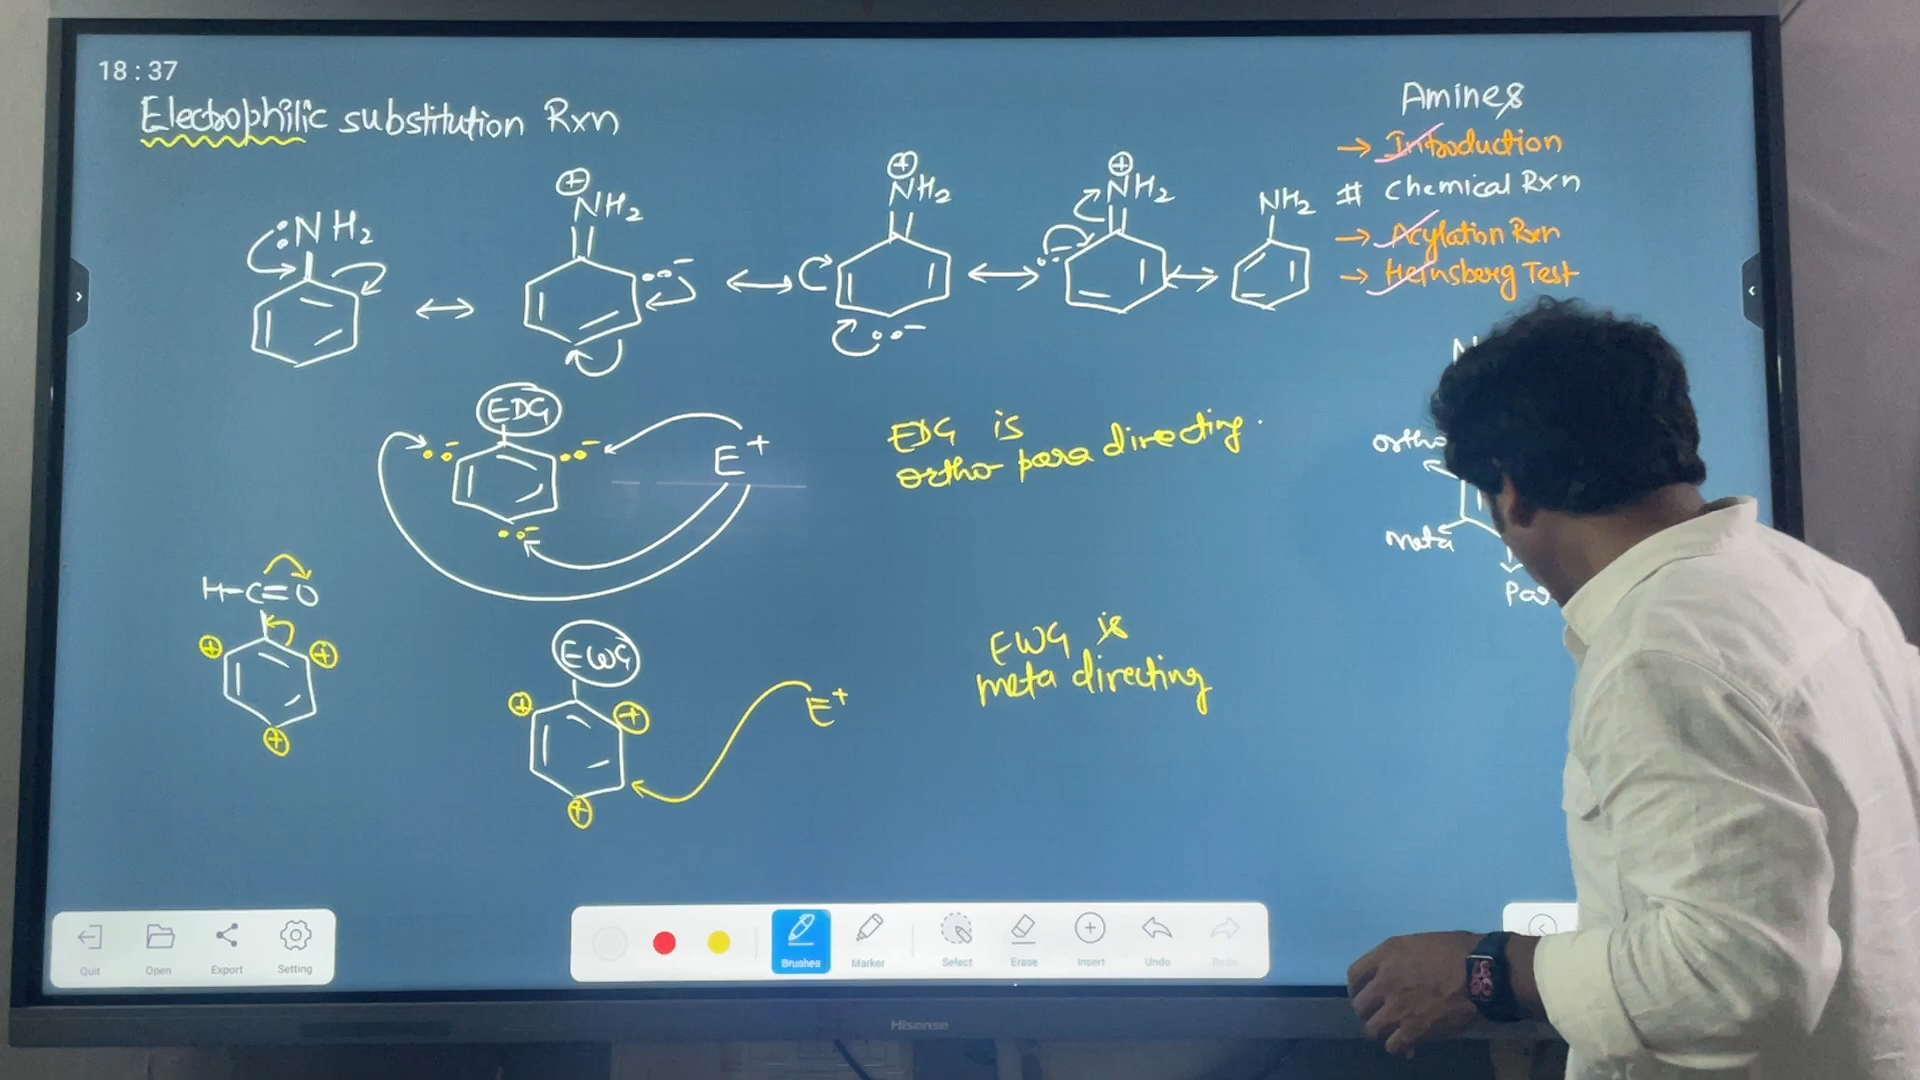 18 : 37
Electrophilic substitution Rxn
Amines
→ Introduction
# Chemical Rxn
→ Acylation Rxn
→ Heinsberg Test
:NH2
⊕
NH2
⊕
NH2
⊕
NH2
NH2
EDG
E+
EDG is
ortho para directing.
ortho
Meta
H-C=O
EWG
E+
EWG is
meta directing
Quit
Open
Export
Setting
Brushes
Marker
Select
Erase
Insert
Undo
Redo
Hisense